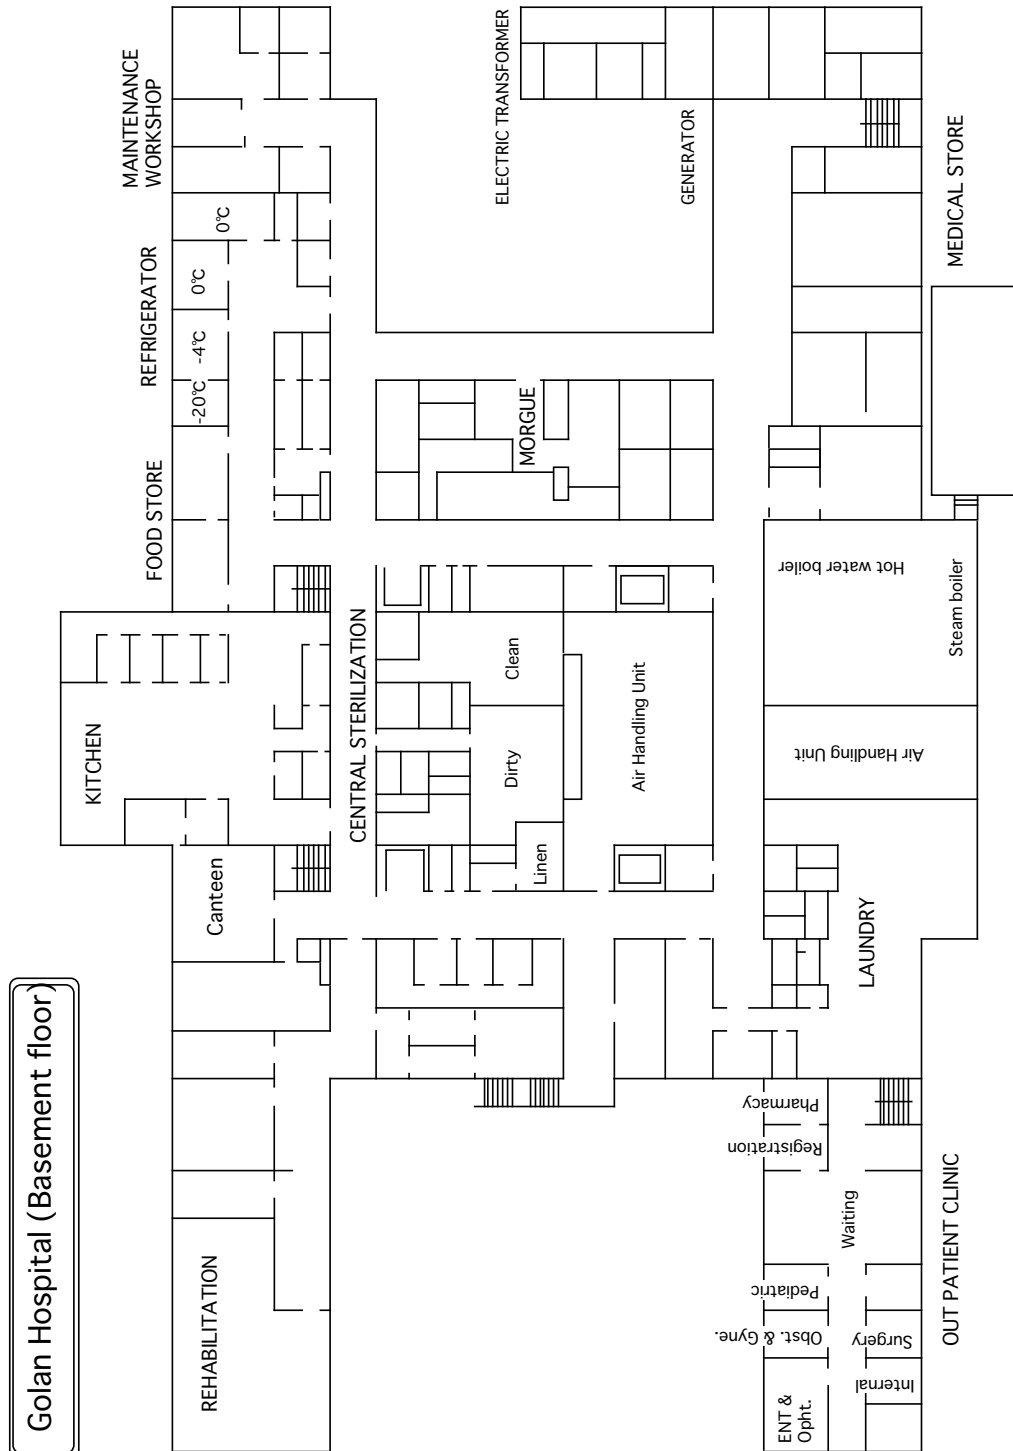 Golan Hospital (Basement floor)
REHABILITATION
Canteen
KITCHEN
FOOD STORE
REFRIGERATOR
-20℃
-4℃
0℃
0℃
MAINTENANCE
WORKSHOP
CENTRAL STERILIZATION
Linen
Dirty
Clean
Air Handling Unit
MORGUE
ELECTRIC TRANSFORMER
GENERATOR
MEDICAL STORE
Hot water boiler
Steam boiler
Air Handling Unit
LAUNDRY
Pharmacy
Registration
Waiting
Pediatric
Obst. & Gyne.
Surgery
Internal
ENT &
Opht.
OUT PATIENT CLINIC